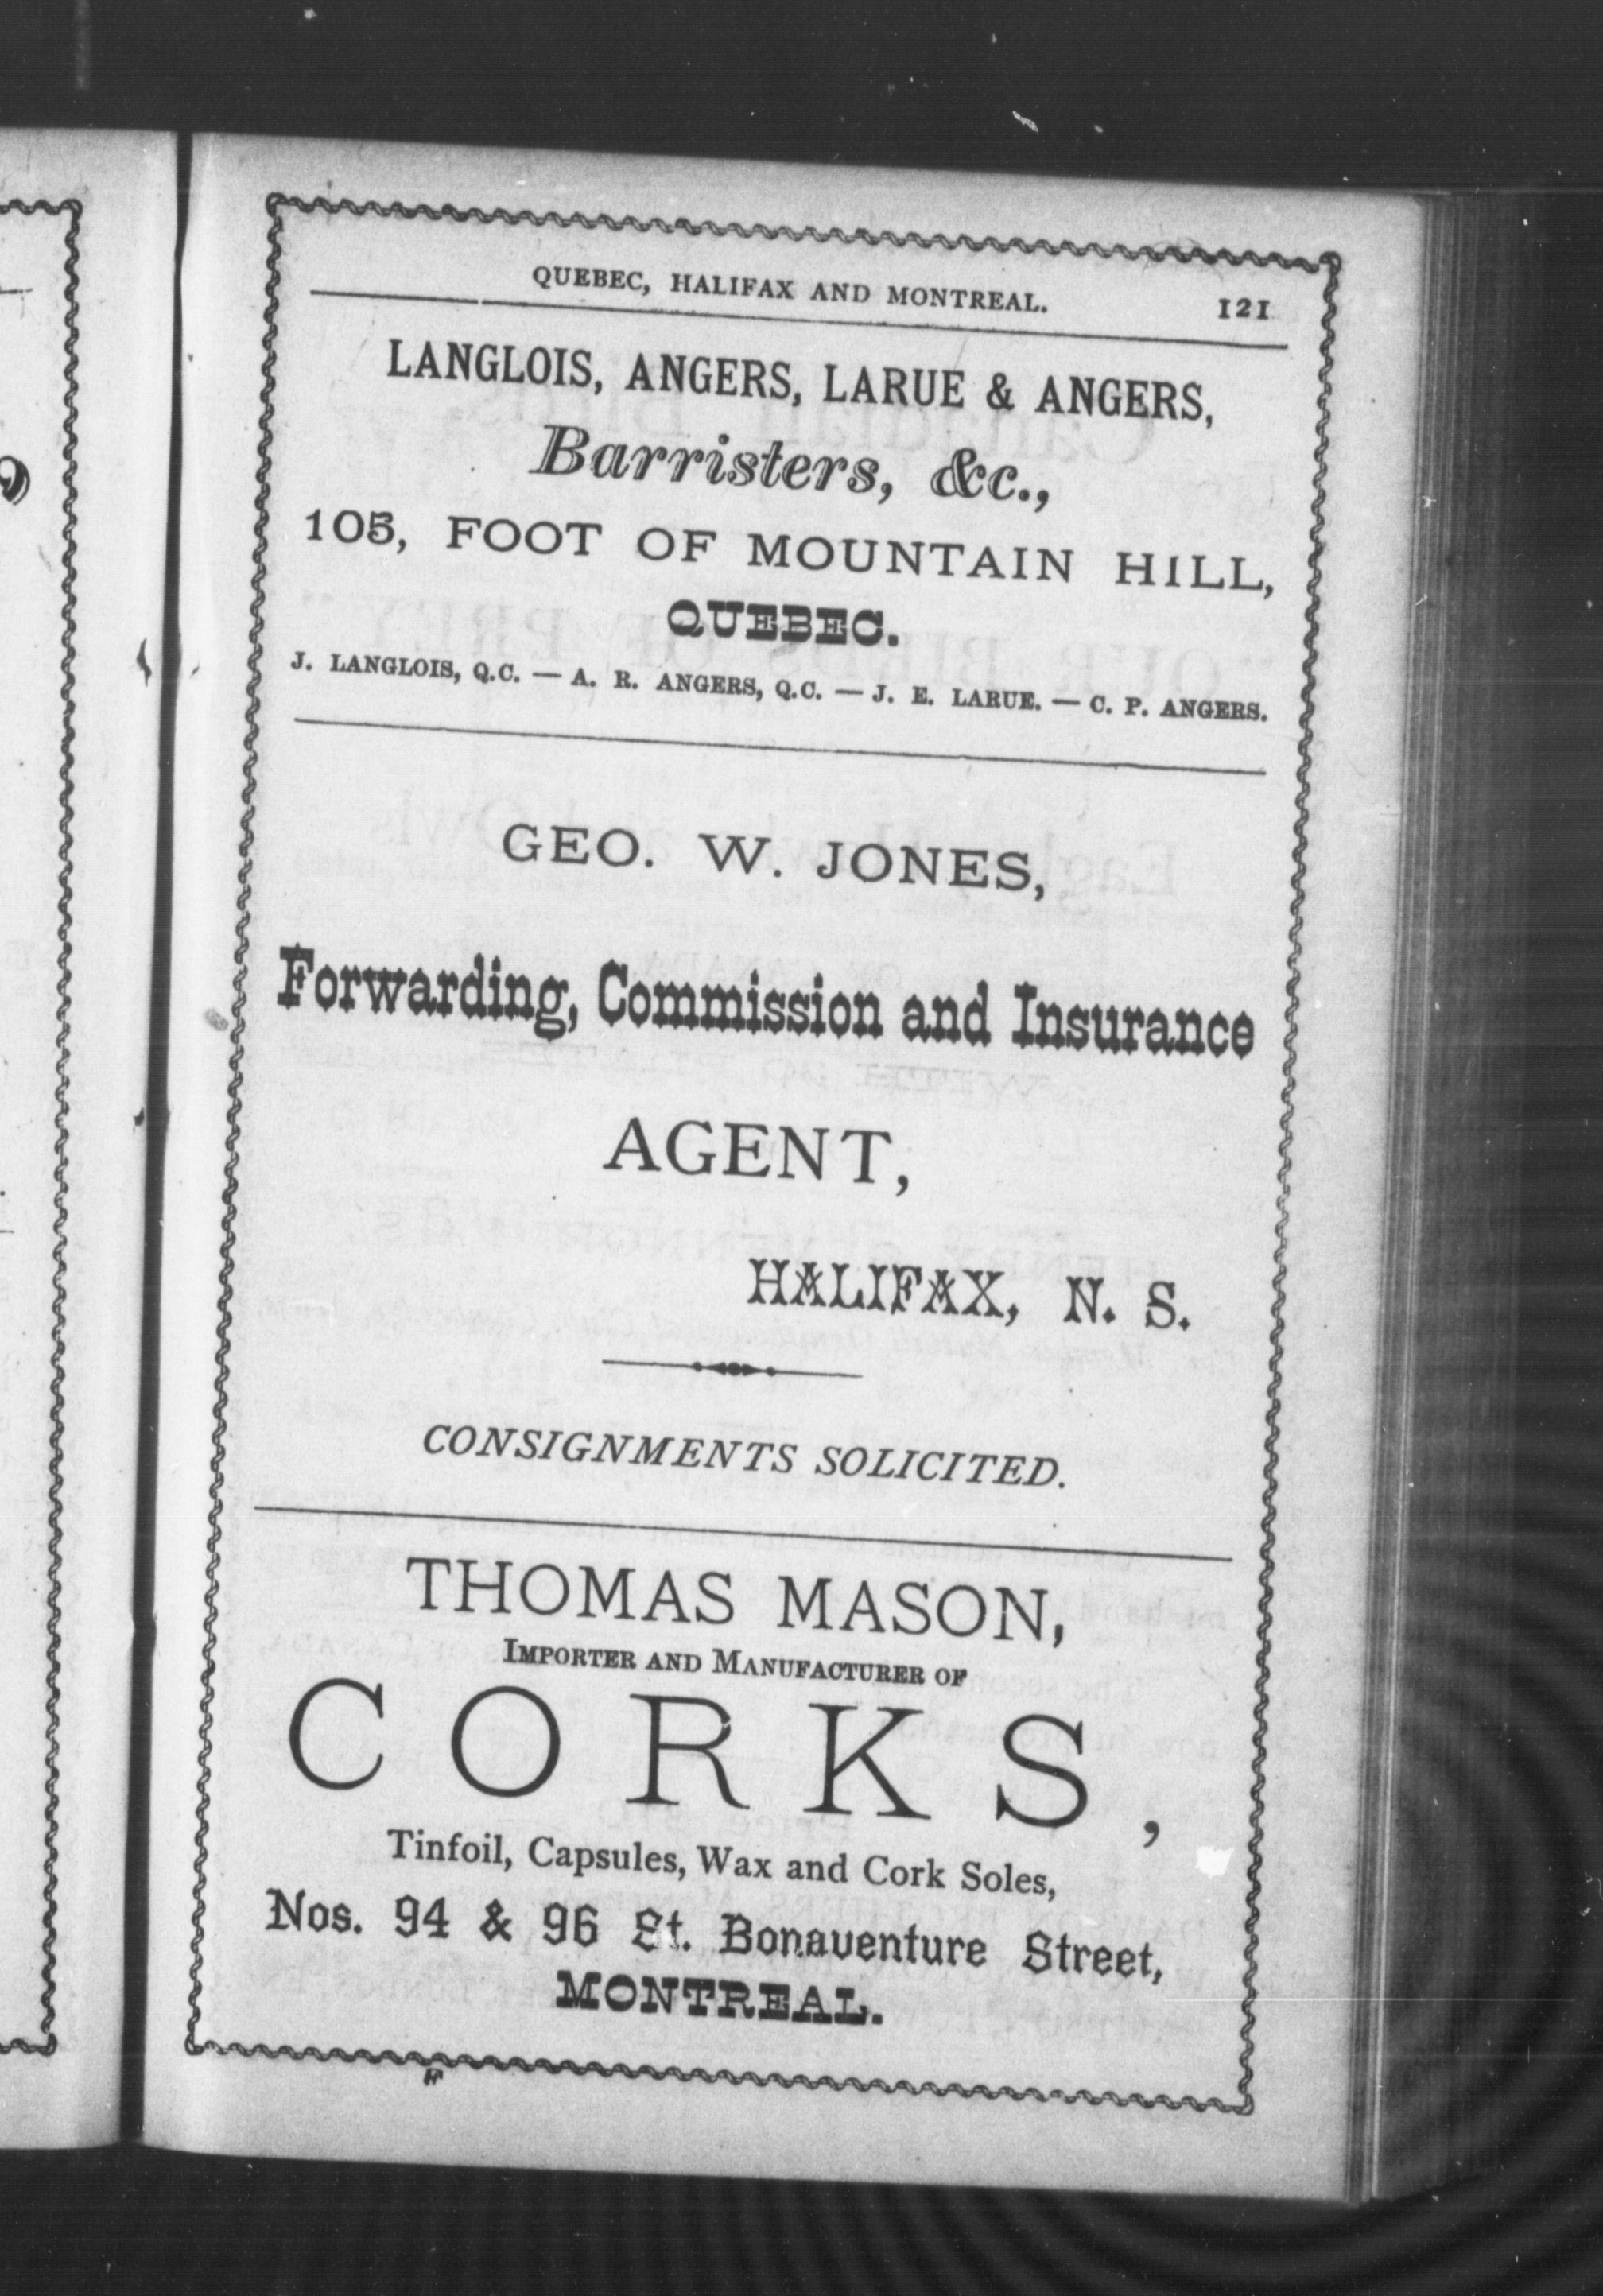 QUEBEC, HALIFAX AND MONTREAL. 121
LANGLOIS, ANGERS, LARUE & ANGERS,
Barristers, &c.,
105, FOOT OF MOUNTAIN HILL,
QUEBEC.
J. LANGLOIS, Q.C. — A. R. ANGERS, Q.C. — J. E. LARUE. — C. P. ANGERS.
GEO. W. JONES,
Forwarding, Commission and Insurance
AGENT,
HALIFAX, N. S.
CONSIGNMENTS SOLICITED.
THOMAS MASON,
IMPORTER AND MANUFACTURER OF
CORKS,
Tinfoil, Capsules, Wax and Cork Soles,
Nos. 94 & 96 St. Bonaventure Street,
MONTREAL.
F